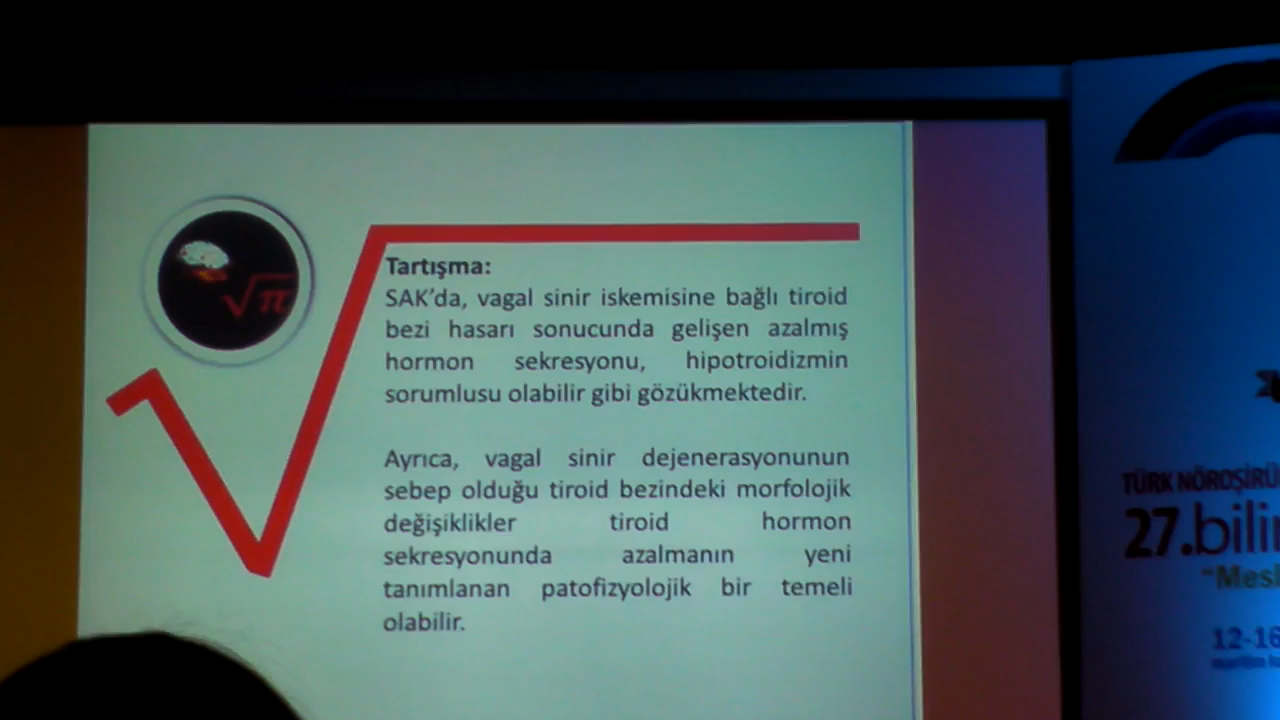 √π
Tartışma:
SAK'da, vagal sinir iskemisine bağlı tiroid
bezi hasarı sonucunda gelişen azalmış
hormon sekresyonu, hipotroidizmin
sorumlusu olabilir gibi gözükmektedir.
Ayrıca, vagal sinir dejenerasyonunun
sebep olduğu tiroid bezindeki morfolojik
değişiklikler tiroid hormon
sekresyonunda azalmanın yeni
tanımlanan patofizyolojik bir temeli
olabilir.
TÜRK NÖROŞİRÜ
27.bili
"Mesl
12-16